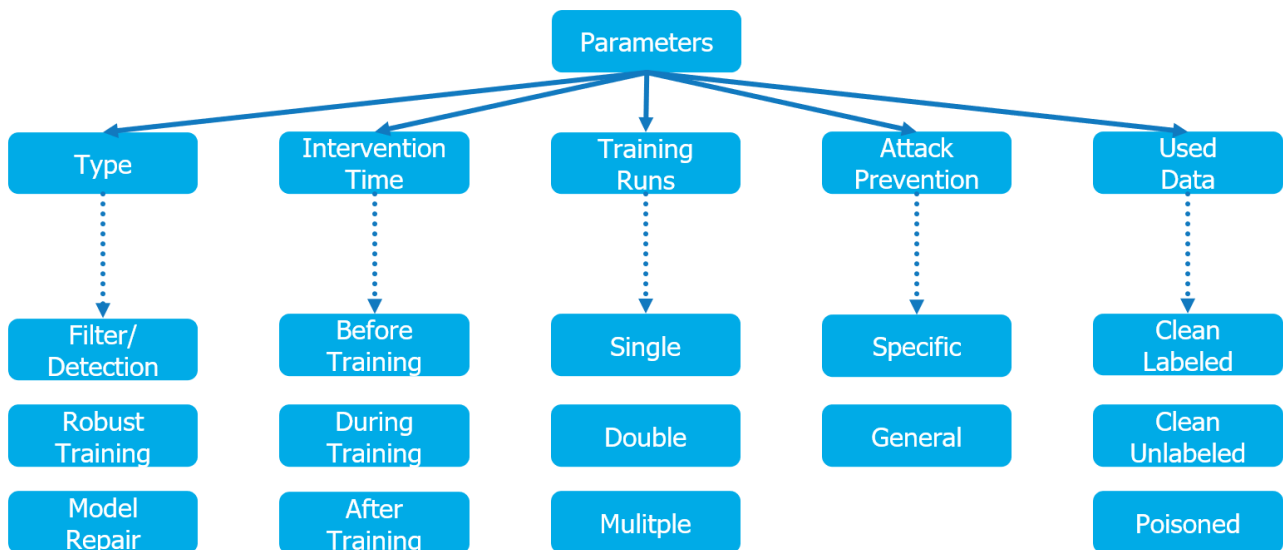 Parameters
Type
Intervention
Time
Training
Runs
Attack
Prevention
Used
Data
Filter/
Detection
Before
Training
Single
Specific
Clean
Labeled
Robust
Training
During
Training
Double
General
Clean
Unlabeled
Model
Repair
After
Training
Mulitple
Poisoned